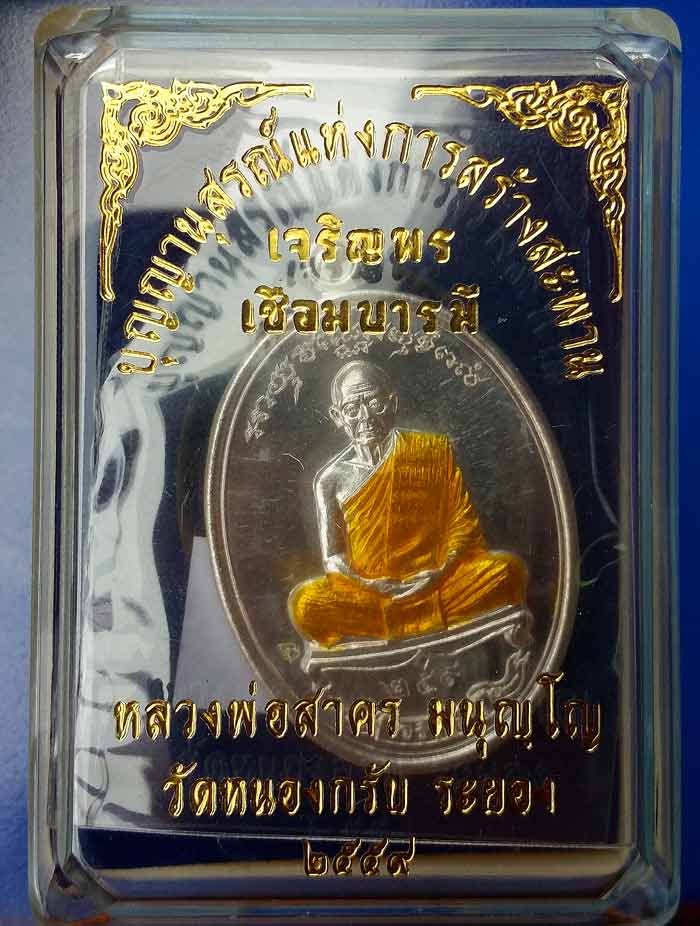 บุญญานุสรณ์แห่งการสร้างสะพาน
เจริญพร
เชื่อมบารมี
หลวงพ่อสาคร มนุญฺโญ
วัดหนองกรับ ระยอง
๒๕๕๙